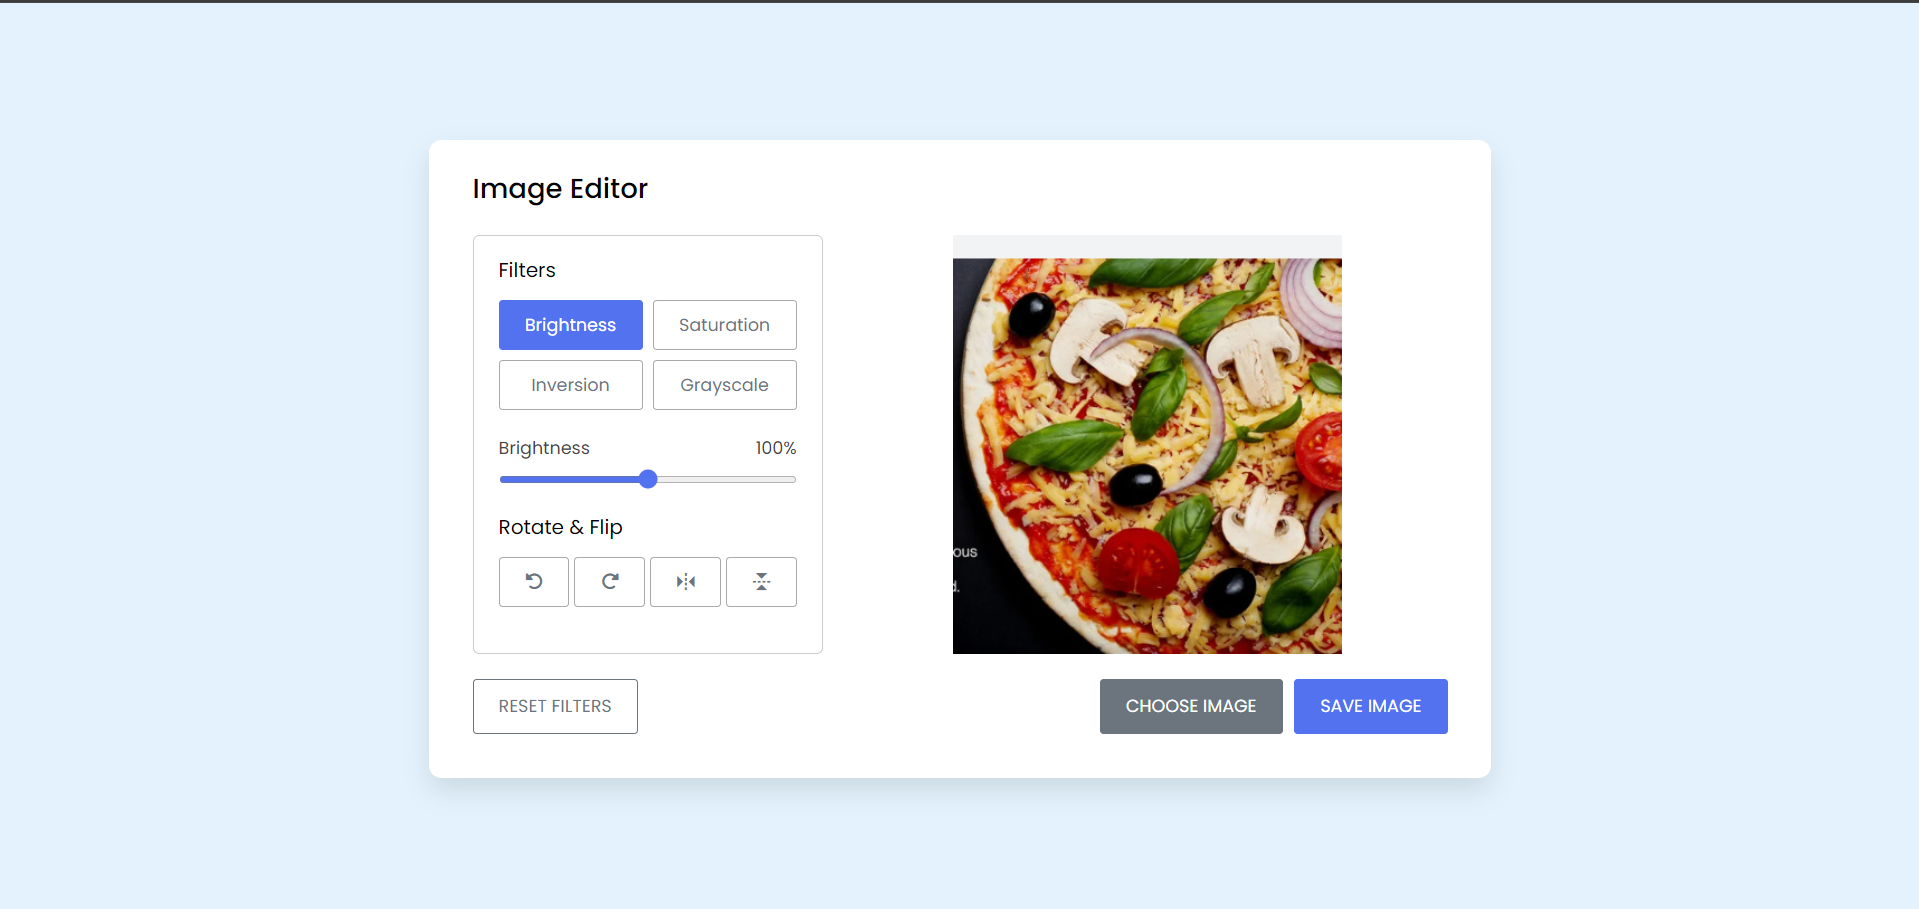 Image Editor
Filters
Brightness
Saturation
Inversion
Grayscale
Brightness 100%
Rotate & Flip
ous
d.
RESET FILTERS
CHOOSE IMAGE
SAVE IMAGE